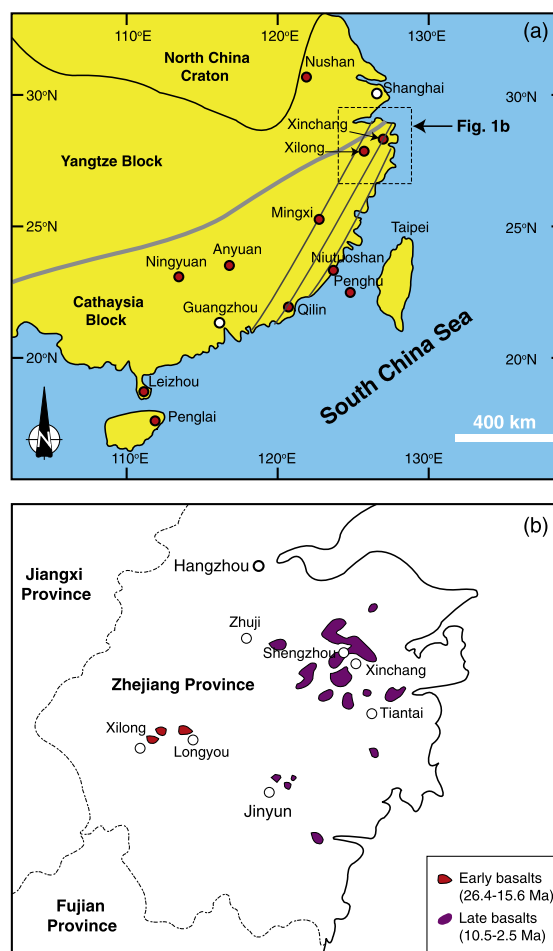 110°E
120°E
130°E
(a)
North China
Craton
Nushan
Shanghai
30°N
30°N
Xinchang
Fig. 1b
Xilong
Yangtze Block
Mingxi
25°N
25°N
Taipei
Anyuan
Ningyuan
Niutuoshan
Penghu
Cathaysia
Block
Guangzhou
Qilin
20°N
20°N
South China Sea
Leizhou
Penglai
N
400 km
110°E
120°E
130°E
(b)
Hangzhou
Jiangxi
Province
Zhuji
Shengzhou
Xinchang
Zhejiang Province
Tiantai
Xilong
Longyou
Jinyun
Fujian
Province
Early basalts
(26.4-15.6 Ma)
Late basalts
(10.5-2.5 Ma)